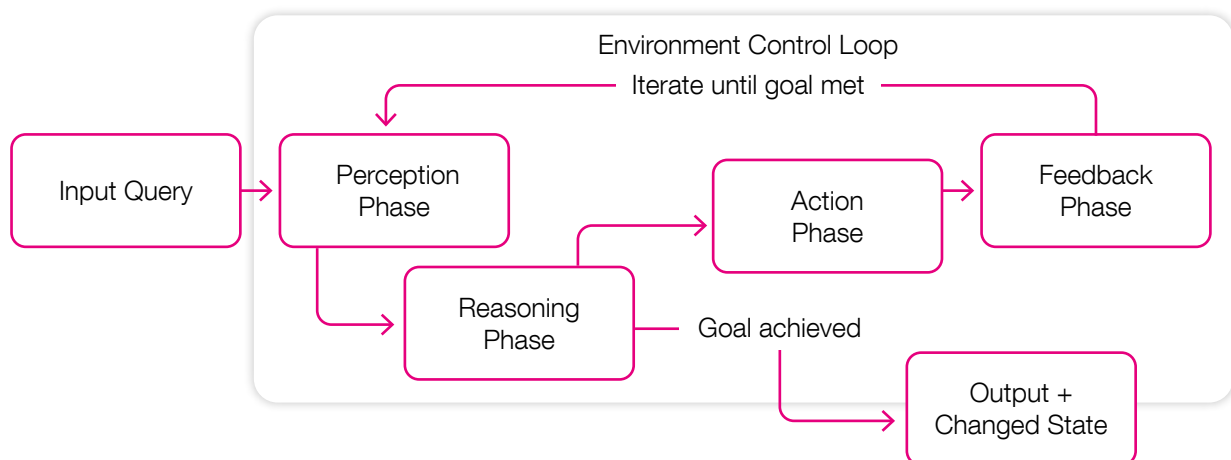 Environment Control Loop
Iterate until goal met
Input Query
Perception
Phase
Action
Phase
Feedback
Phase
Reasoning
Phase
Goal achieved
Output +
Changed State